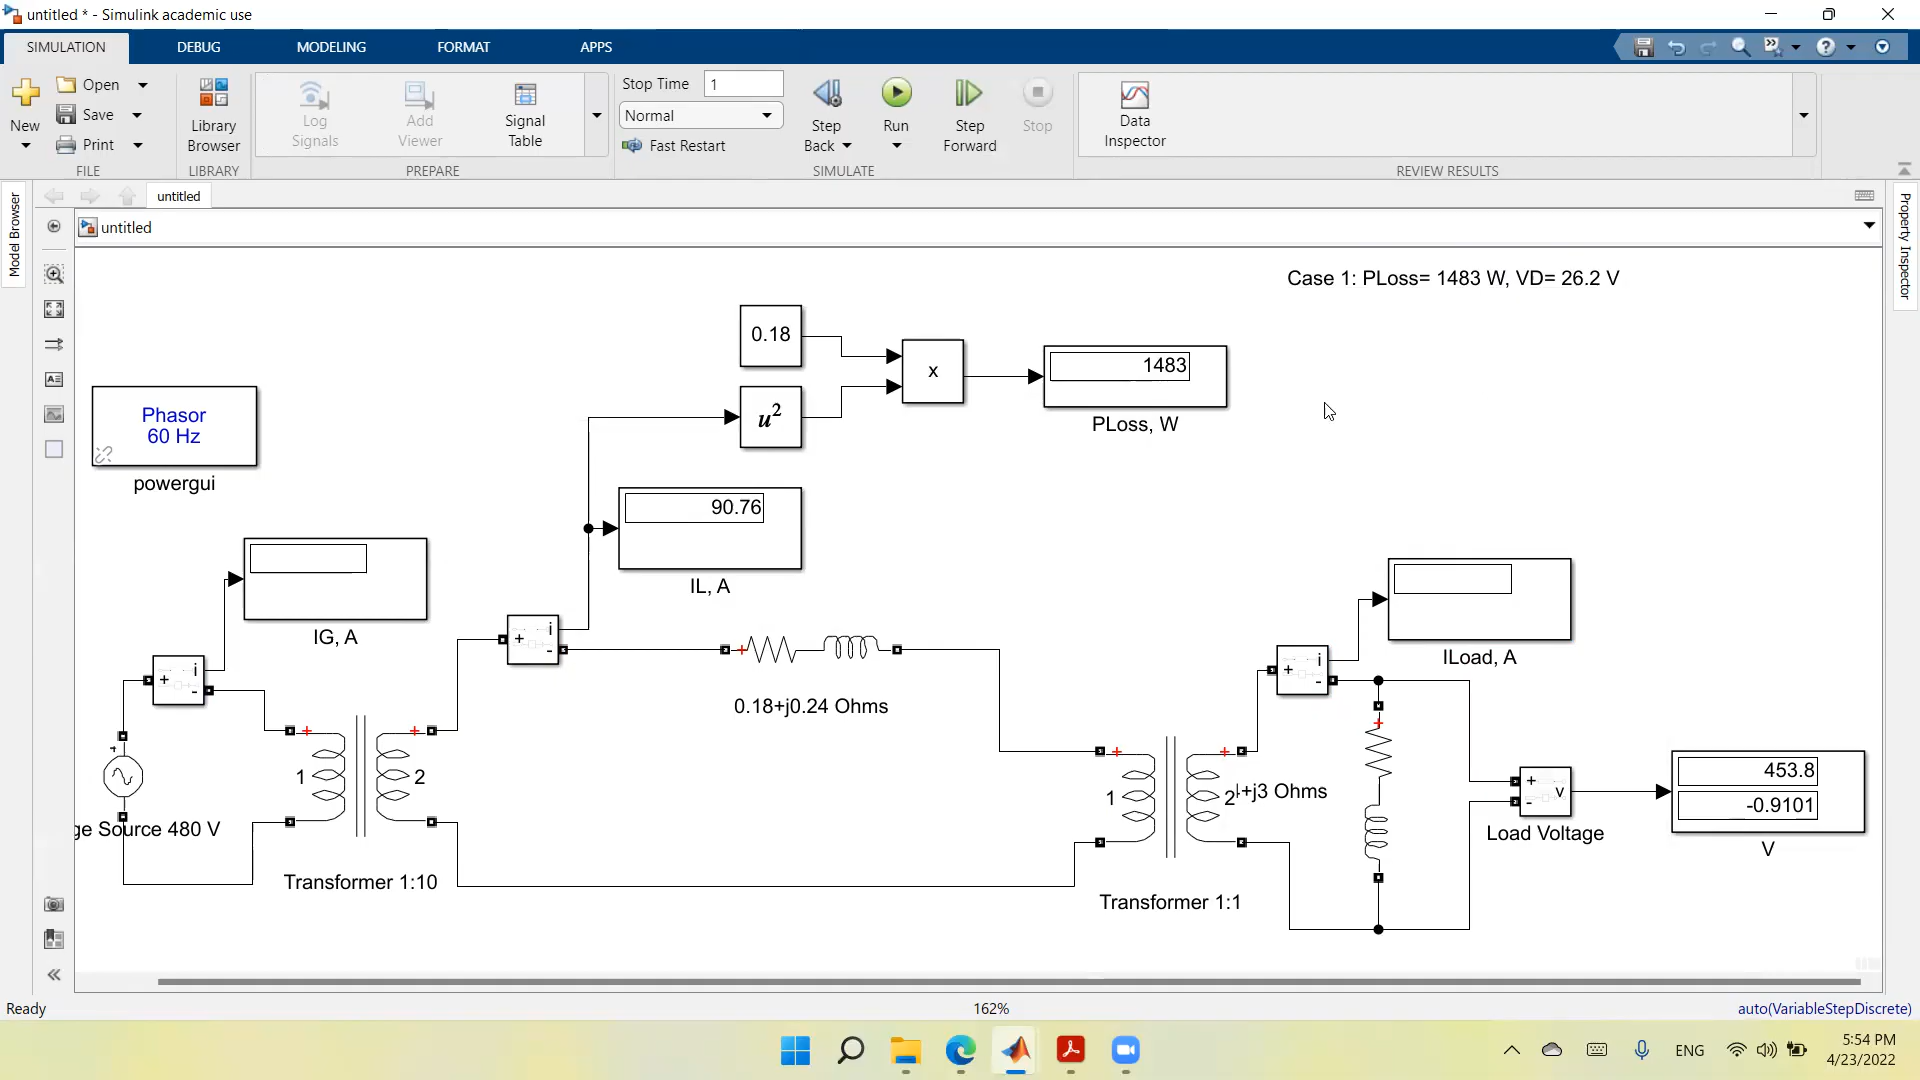 untitled * - Simulink academic use
SIMULATION DEBUG MODELING FORMAT APPS
New
Open
Save
Print
FILE
Library
Browser
LIBRARY
Log
Signals
Add
Viewer
Signal
Table
PREPARE
Stop Time 1
Normal
Fast Restart
Step
Back
Run
Step
Forward
Stop
SIMULATE
Data
Inspector
REVIEW RESULTS
Model Browser
Property Inspector
untitled
untitled
Case 1: PLoss= 1483 W, VD= 26.2 V
0.18
x
1483
PLoss, W
u²
Phasor
60 Hz
powergui
90.76
IL, A
IG, A
i
+
-
i
+
-
0.18+j0.24 Ohms
ILoad, A
i
+
-
1 2
ge Source 480 V
Transformer 1:10
1 2
+j3 Ohms
Transformer 1:1
+ v
-
Load Voltage
453.8
-0.9101
V
Ready 162% auto(VariableStepDiscrete)
ENG
5:54 PM
4/23/2022